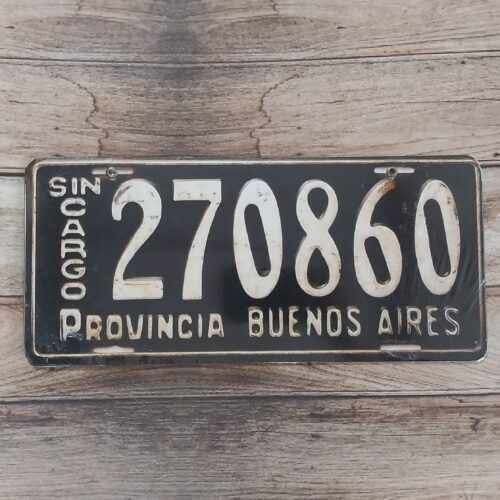 SIN CARGO
270860
PROVINCIA BUENOS AIRES